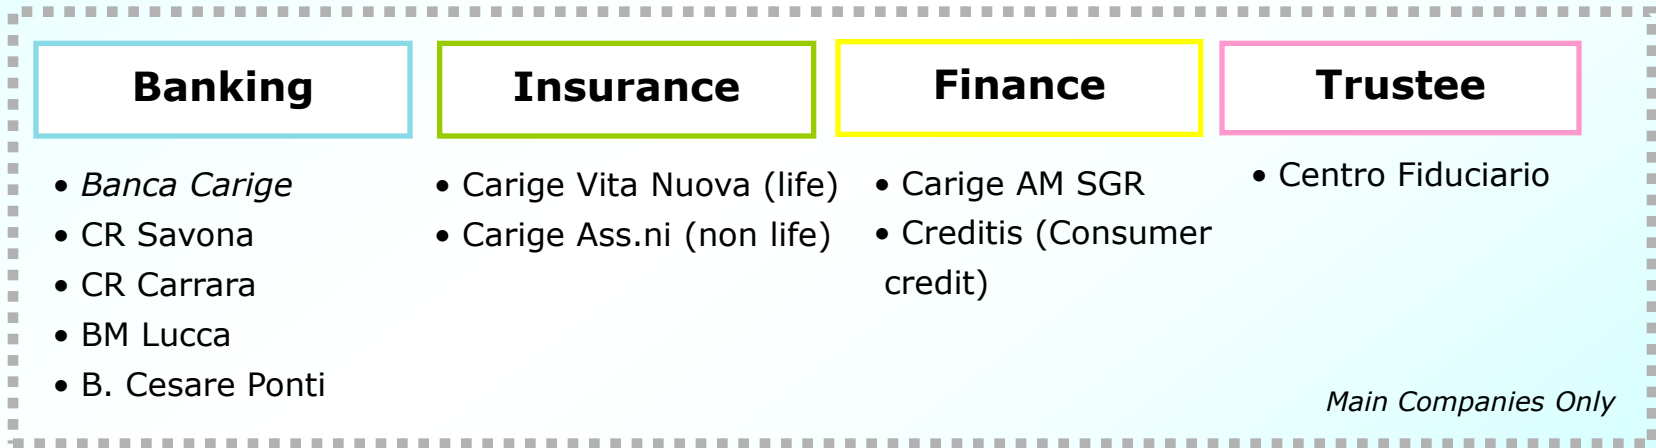 Banking
• Banca Carige
• CR Savona
• CR Carrara
• BM Lucca
• B. Cesare Ponti
Insurance
• Carige Vita Nuova (life)
• Carige Ass.ni (non life)
Finance
• Carige AM SGR
• Creditis (Consumer
credit)
Trustee
• Centro Fiduciario
Main Companies Only